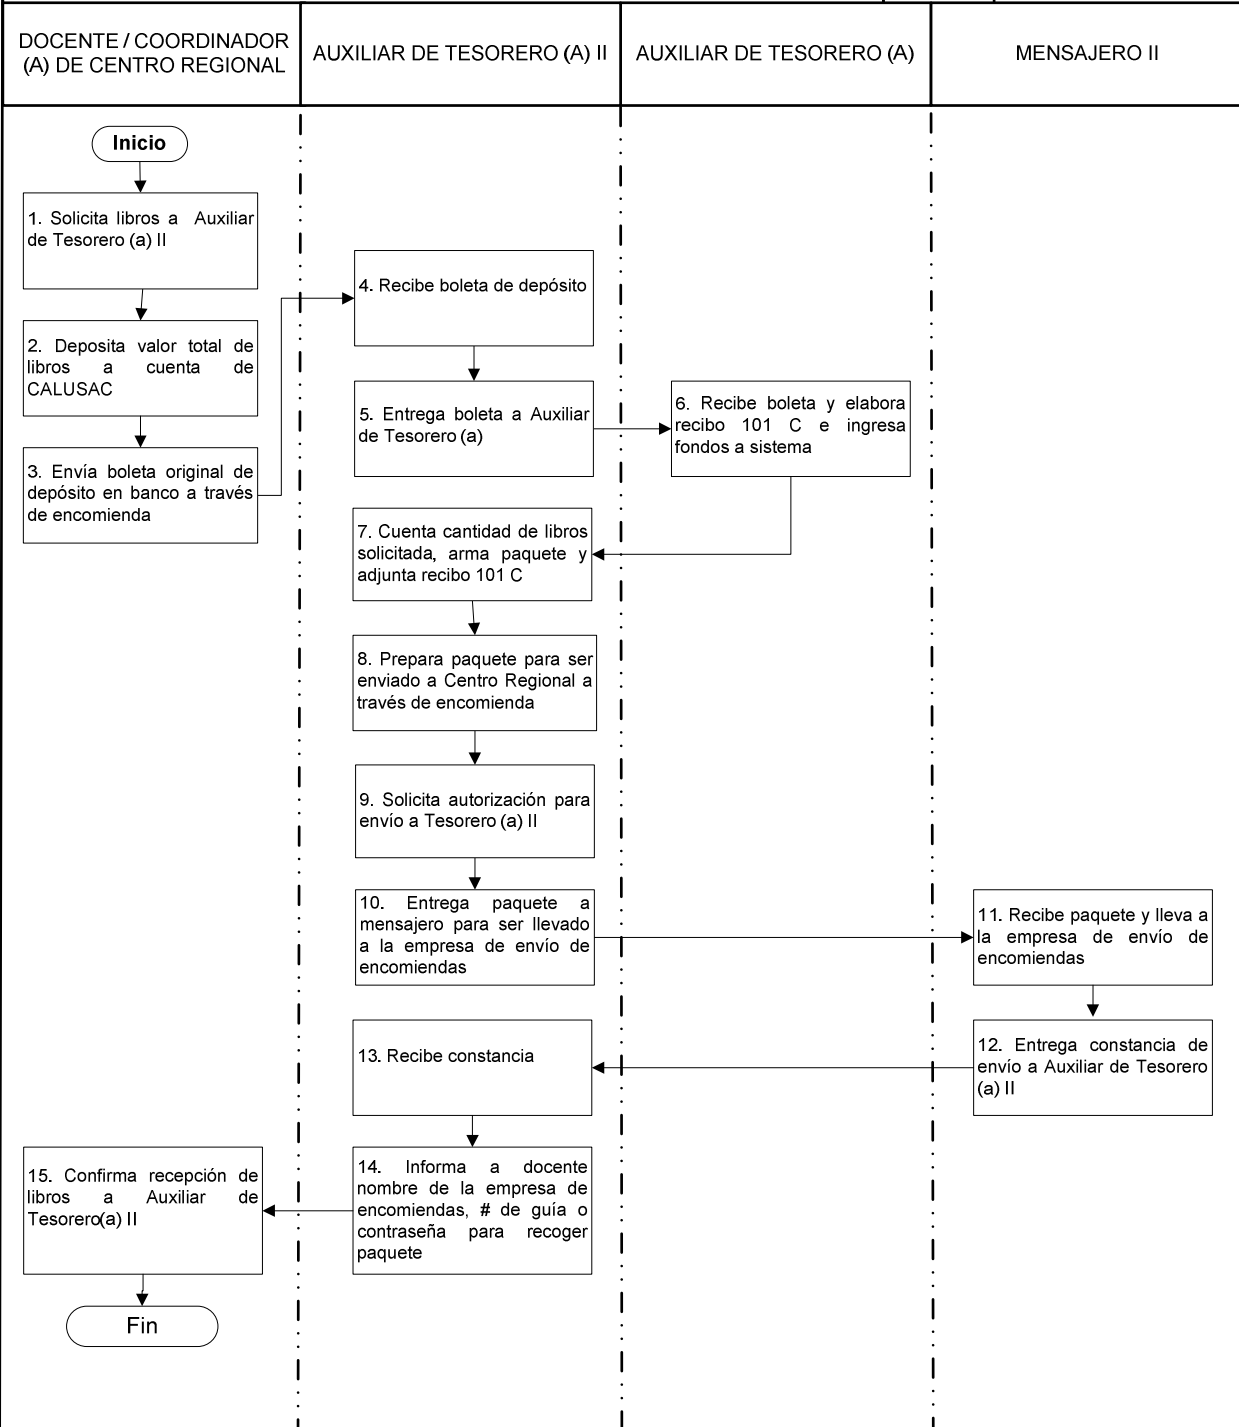 DOCENTE / COORDINADOR
(A) DE CENTRO REGIONAL
AUXILIAR DE TESORERO (A) II
AUXILIAR DE TESORERO (A)
MENSAJERO II
Inicio
1. Solicita libros a Auxiliar
de Tesorero (a) II
2. Deposita valor total de
libros a cuenta de
CALUSAC
3. Envía boleta original de
depósito en banco a través
de encomienda
4. Recibe boleta de depósito
5. Entrega boleta a Auxiliar
de Tesorero (a)
6. Recibe boleta y elabora
recibo 101 C e ingresa
fondos a sistema
7. Cuenta cantidad de libros
solicitada, arma paquete y
adjunta recibo 101 C
8. Prepara paquete para ser
enviado a Centro Regional a
través de encomienda
9. Solicita autorización para
envío a Tesorero (a) II
10. Entrega paquete a
mensajero para ser llevado
a la empresa de envío de
encomiendas
11. Recibe paquete y lleva a
la empresa de envío de
encomiendas
12. Entrega constancia de
envío a Auxiliar de Tesorero
(a) II
13. Recibe constancia
14. Informa a docente
nombre de la empresa de
encomiendas, # de guía o
contraseña para recoger
paquete
15. Confirma recepción de
libros a Auxiliar de
Tesorero(a) II
Fin